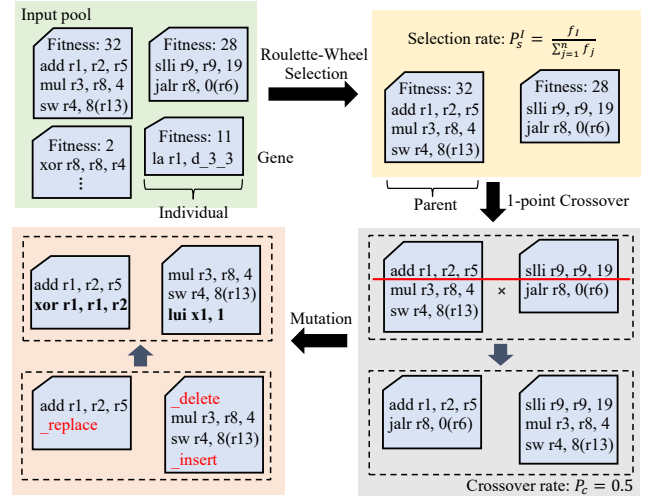 Input pool
Fitness: 32
add r1, r2, r5
mul r3, r8, 4
sw r4, 8(r13)
Fitness: 28
slli r9, r9, 19
jalr r8, 0(r6)
Fitness: 2
xor r8, r8, r4
⋮
Fitness: 11
la r1, d_3_3
Gene
Individual
Roulette-Wheel
Selection
Selection rate: P_s^I = f_I / ∑_{j=1}^n f_j
Fitness: 32
add r1, r2, r5
mul r3, r8, 4
sw r4, 8(r13)
Fitness: 28
slli r9, r9, 19
jalr r8, 0(r6)
Parent
1-point Crossover
add r1, r2, r5
mul r3, r8, 4
sw r4, 8(r13)
×
slli r9, r9, 19
jalr r8, 0(r6)
add r1, r2, r5
jalr r8, 0(r6)
slli r9, r9, 19
mul r3, r8, 4
sw r4, 8(r13)
Crossover rate: P_c = 0.5
Mutation
add r1, r2, r5
xor r1, r1, r2
mul r3, r8, 4
sw r4, 8(r13)
lui x1, 1
add r1, r2, r5
_replace
_delete
mul r3, r8, 4
sw r4, 8(r13)
_insert